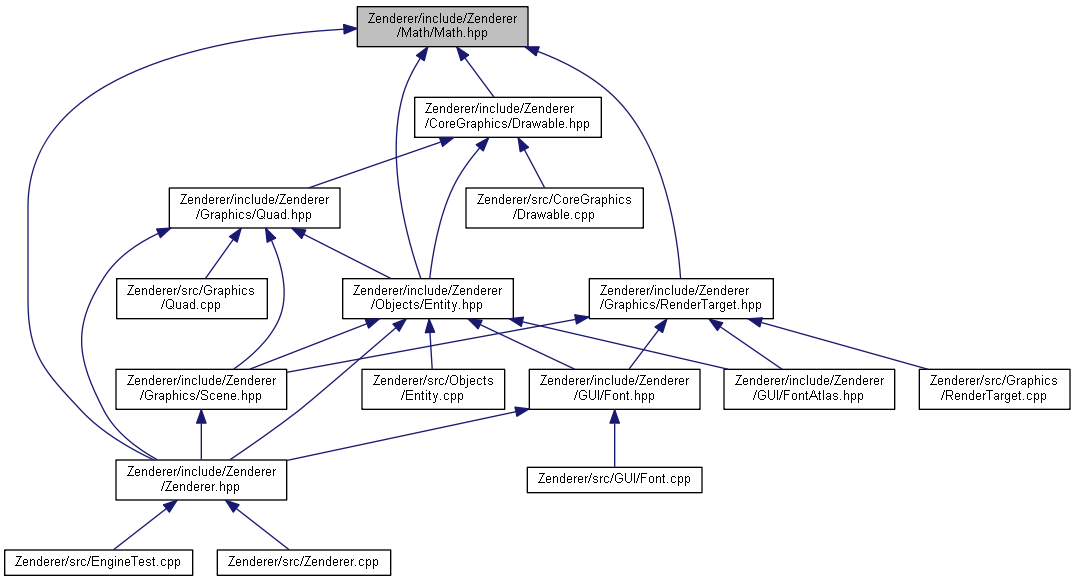 Zenderer/include/Zenderer
/Math/Math.hpp
Zenderer/include/Zenderer
/CoreGraphics/Drawable.hpp
Zenderer/include/Zenderer
/Graphics/Quad.hpp
Zenderer/src/CoreGraphics
/Drawable.cpp
Zenderer/src/Graphics
/Quad.cpp
Zenderer/include/Zenderer
/Objects/Entity.hpp
Zenderer/include/Zenderer
/Graphics/RenderTarget.hpp
Zenderer/include/Zenderer
/Graphics/Scene.hpp
Zenderer/src/Objects
/Entity.cpp
Zenderer/include/Zenderer
/GUI/Font.hpp
Zenderer/include/Zenderer
/GUI/FontAtlas.hpp
Zenderer/src/Graphics
/RenderTarget.cpp
Zenderer/include/Zenderer
/Zenderer.hpp
Zenderer/src/GUI/Font.cpp
Zenderer/src/EngineTest.cpp
Zenderer/src/Zenderer.cpp